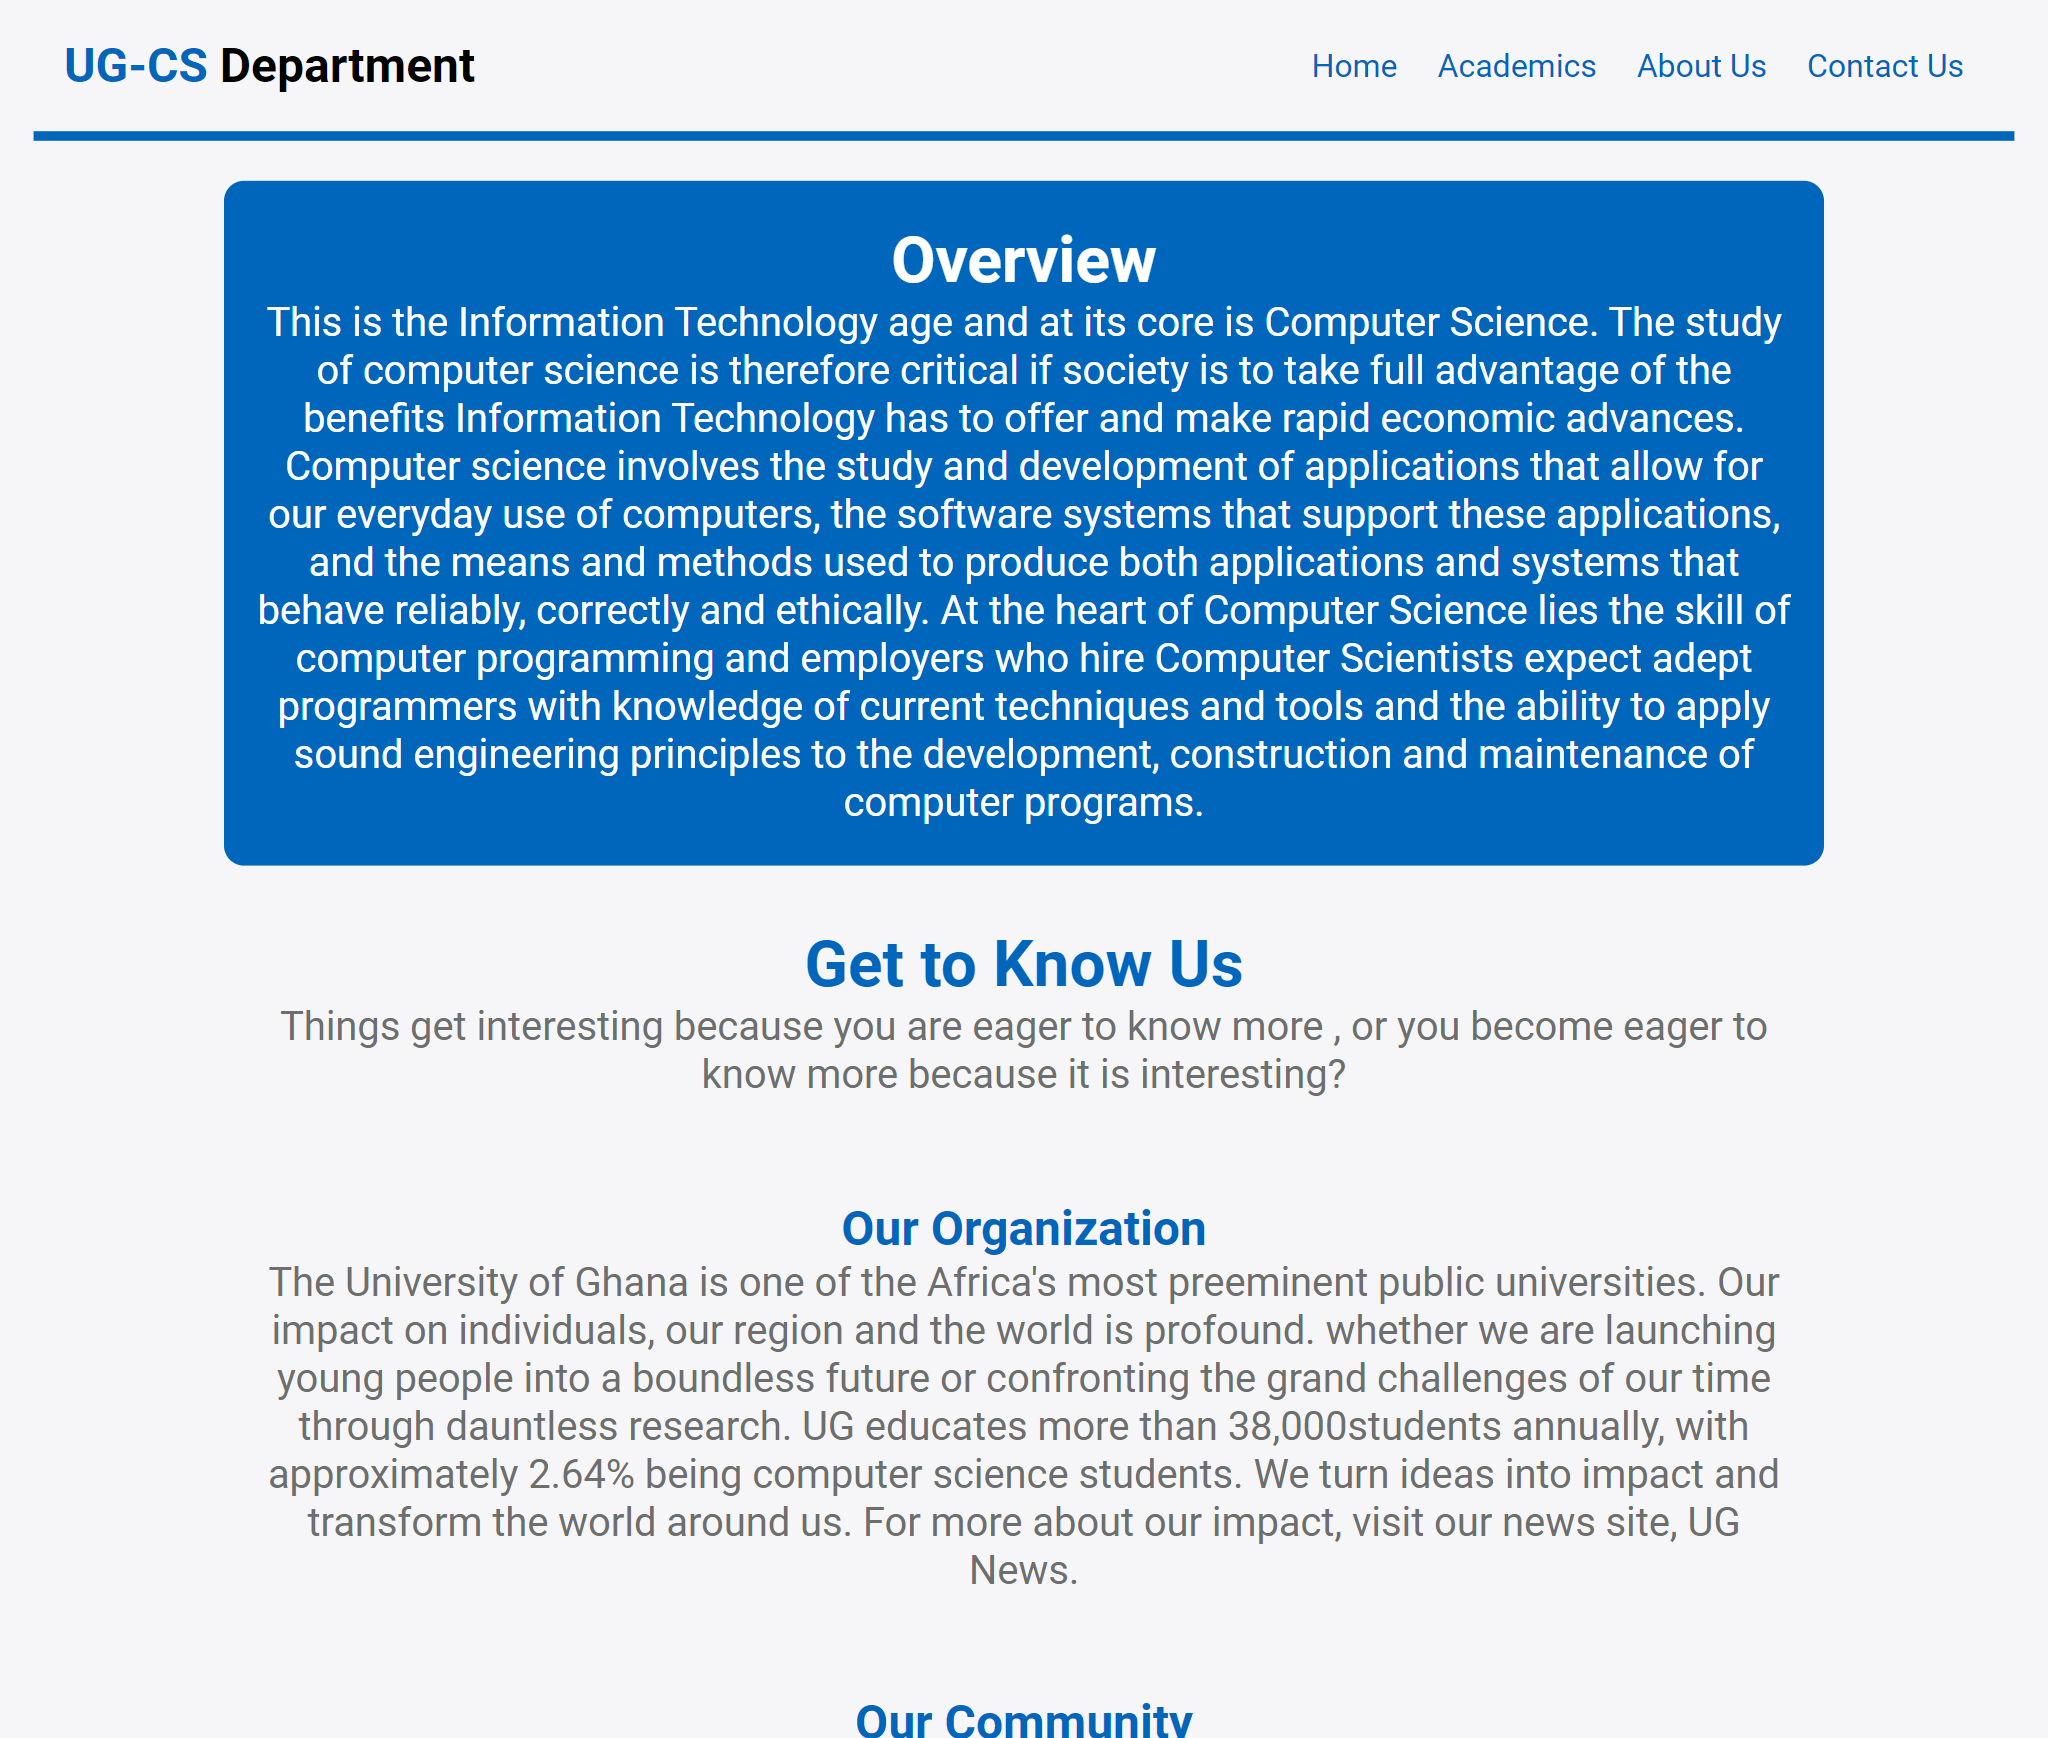 UG-CS Department
Home Academics About Us Contact Us
Overview
This is the Information Technology age and at its core is Computer Science. The study
of computer science is therefore critical if society is to take full advantage of the
benefits Information Technology has to offer and make rapid economic advances.
Computer science involves the study and development of applications that allow for
our everyday use of computers, the software systems that support these applications,
and the means and methods used to produce both applications and systems that
behave reliably, correctly and ethically. At the heart of Computer Science lies the skill of
computer programming and employers who hire Computer Scientists expect adept
programmers with knowledge of current techniques and tools and the ability to apply
sound engineering principles to the development, construction and maintenance of
computer programs.
Get to Know Us
Things get interesting because you are eager to know more , or you become eager to
know more because it is interesting?
Our Organization
The University of Ghana is one of the Africa's most preeminent public universities. Our
impact on individuals, our region and the world is profound. whether we are launching
young people into a boundless future or confronting the grand challenges of our time
through dauntless research. UG educates more than 38,000students annually, with
approximately 2.64% being computer science students. We turn ideas into impact and
transform the world around us. For more about our impact, visit our news site, UG
News.
Our Community